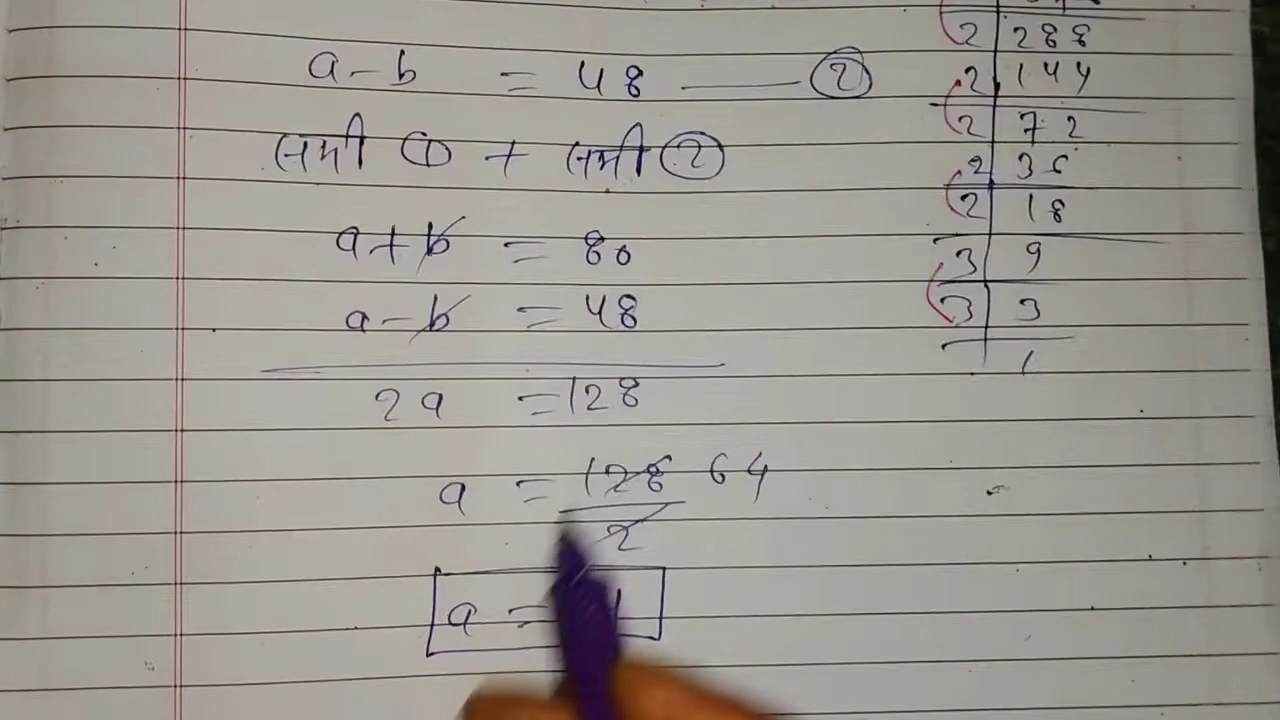 a - b = 48 —— ②
समी ① + समी ②
a + b = 80
a - b = 48
2a = 128
a = 128/2 64
a =
2 | 288
2 | 144
2 | 72
2 | 36
2 | 18
3 | 9
3 | 3
1